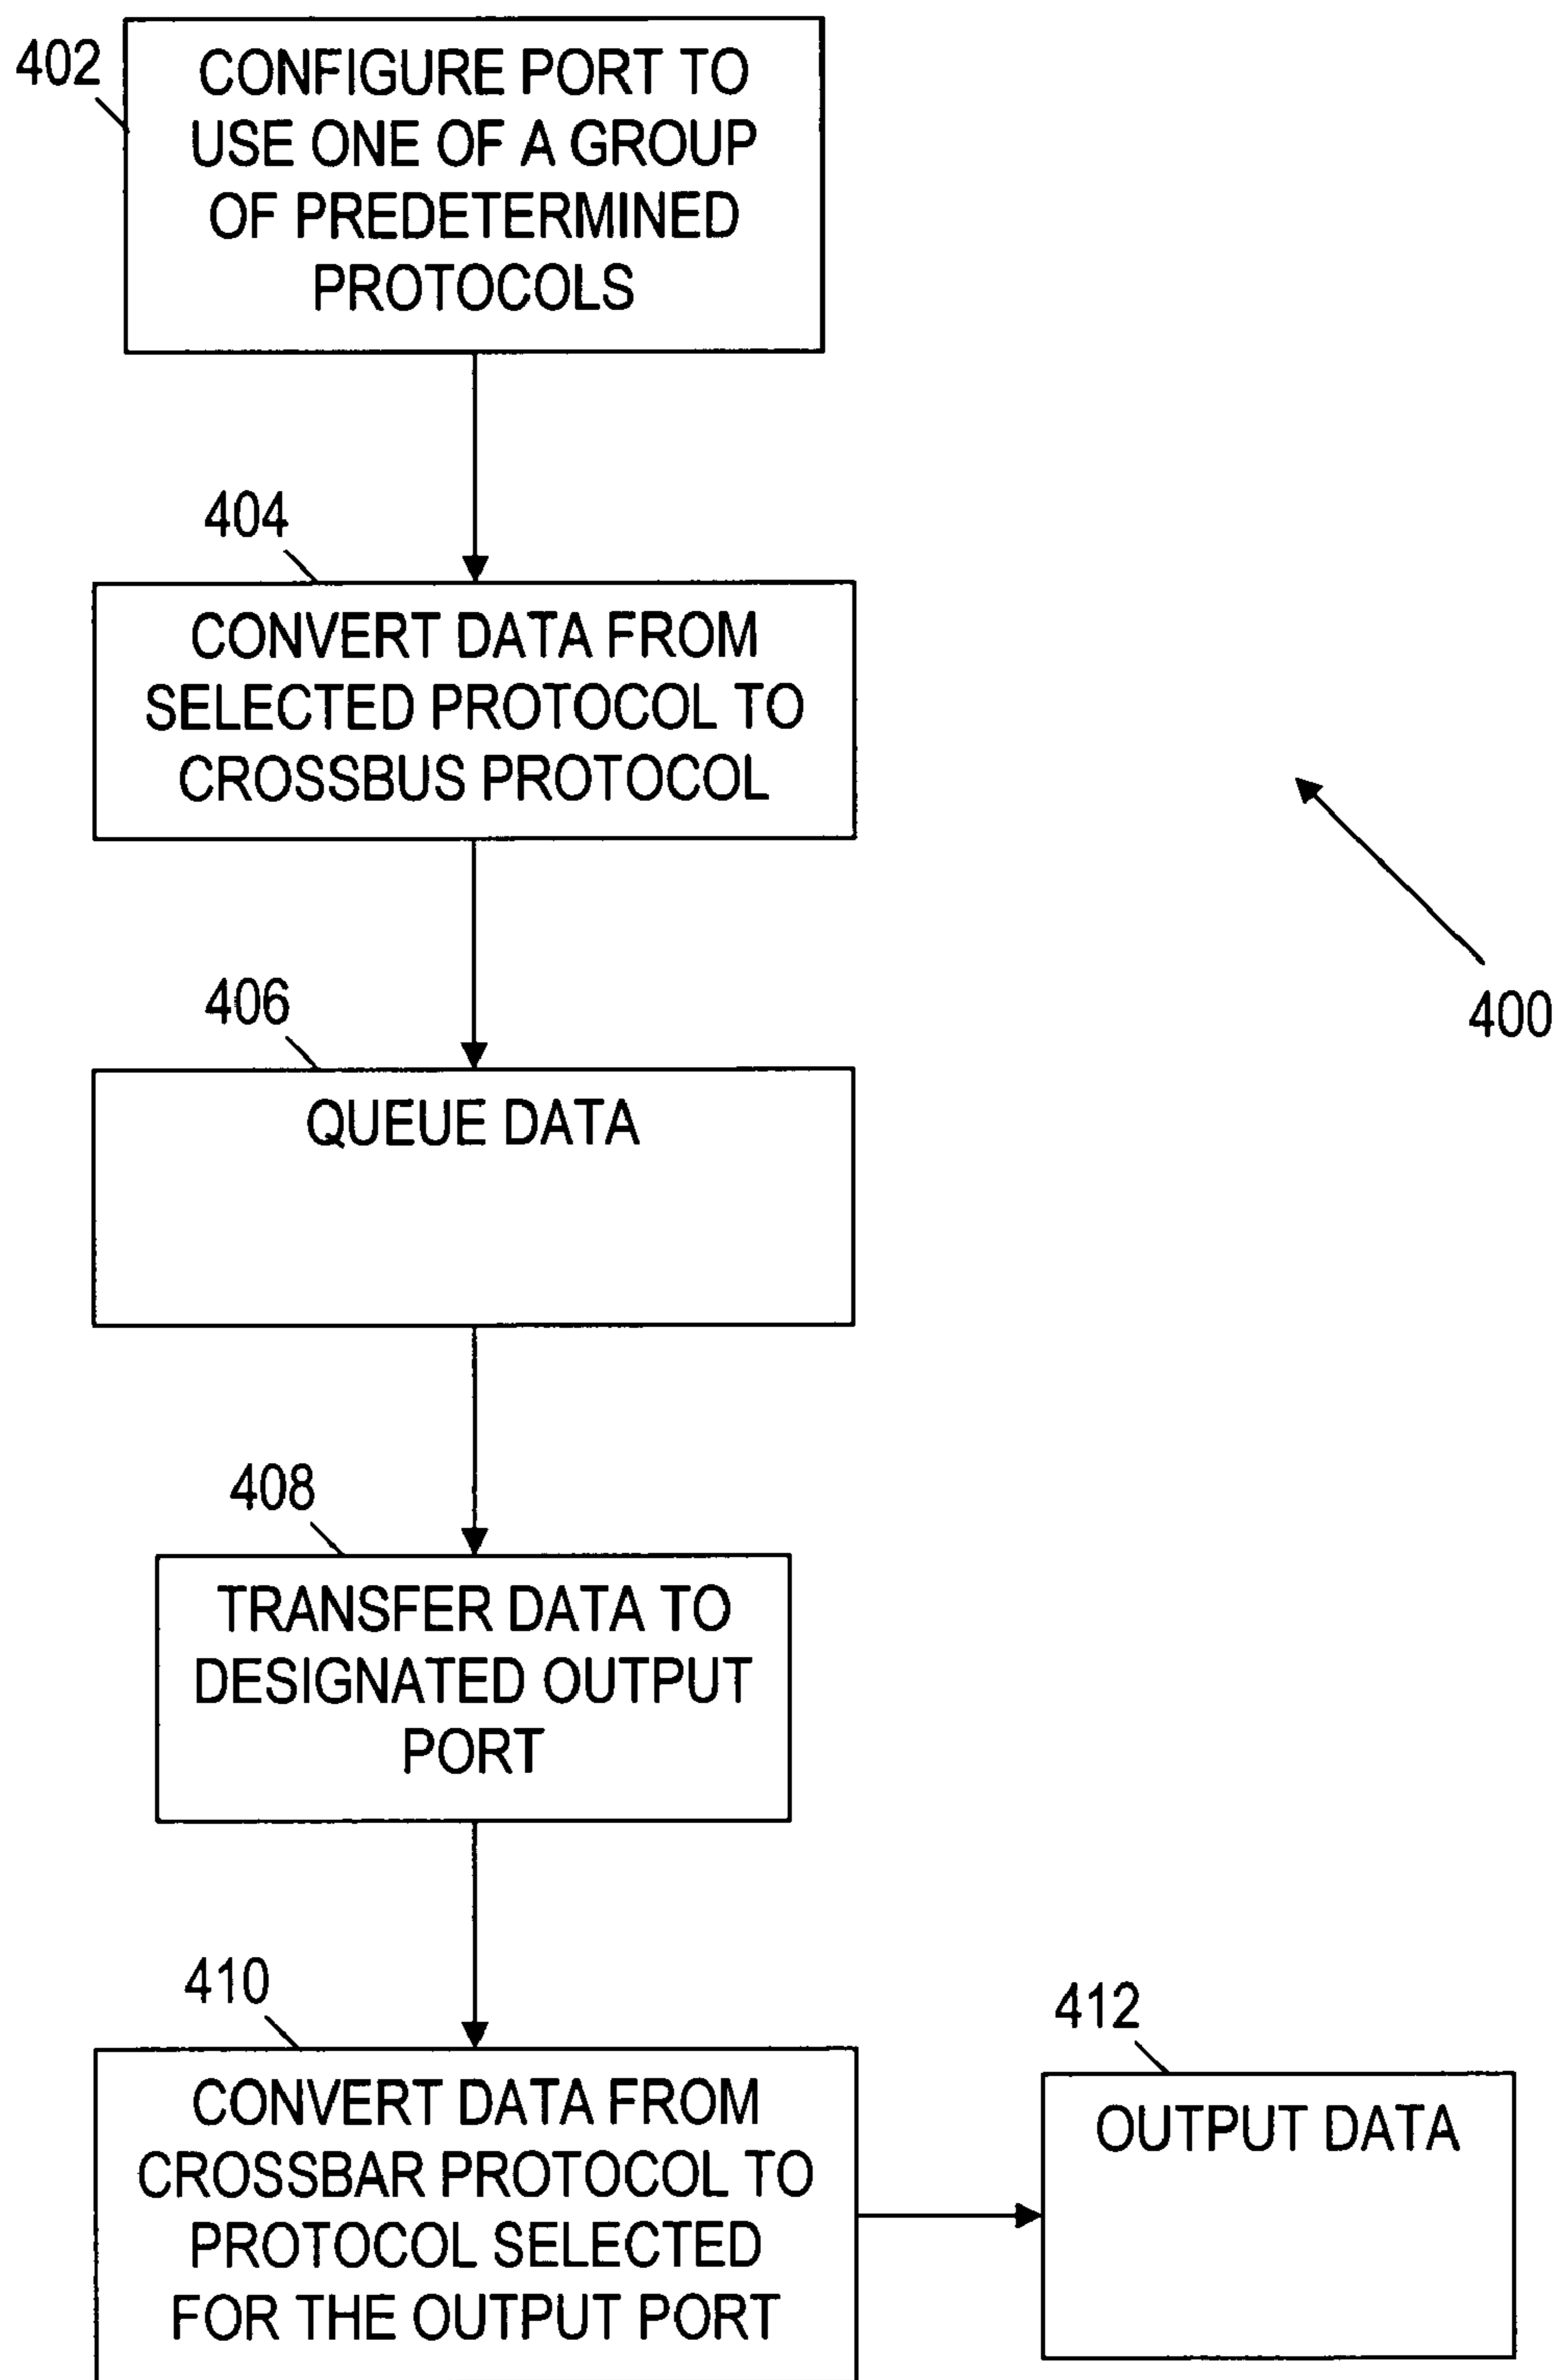 402
CONFIGURE PORT TO
USE ONE OF A GROUP
OF PREDETERMINED
PROTOCOLS
404
CONVERT DATA FROM
SELECTED PROTOCOL TO
CROSSBUS PROTOCOL
400
406
QUEUE DATA
408
TRANSFER DATA TO
DESIGNATED OUTPUT
PORT
410
CONVERT DATA FROM
CROSSBAR PROTOCOL TO
PROTOCOL SELECTED
FOR THE OUTPUT PORT
412
OUTPUT DATA